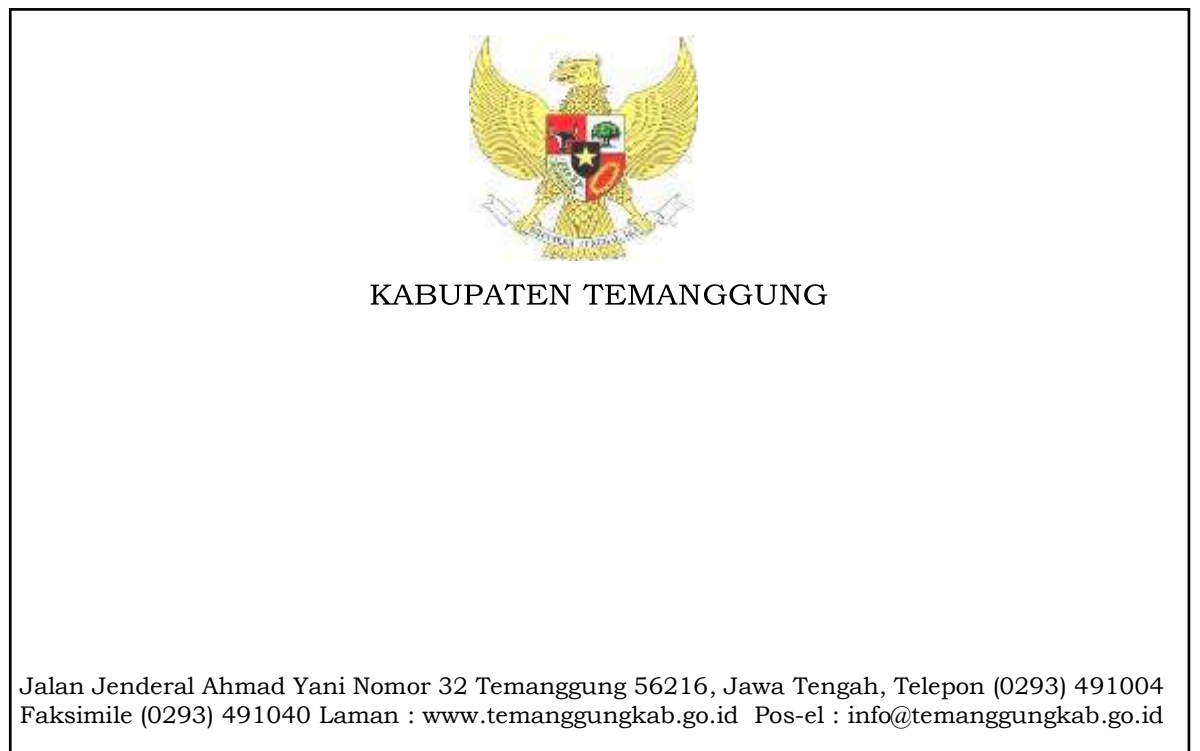 KABUPATEN TEMANGGUNG
Jalan Jenderal Ahmad Yani Nomor 32 Temanggung 56216, Jawa Tengah, Telepon (0293) 491004
Faksimile (0293) 491040 Laman : www.temanggungkab.go.id Pos-el : info@temanggungkab.go.id